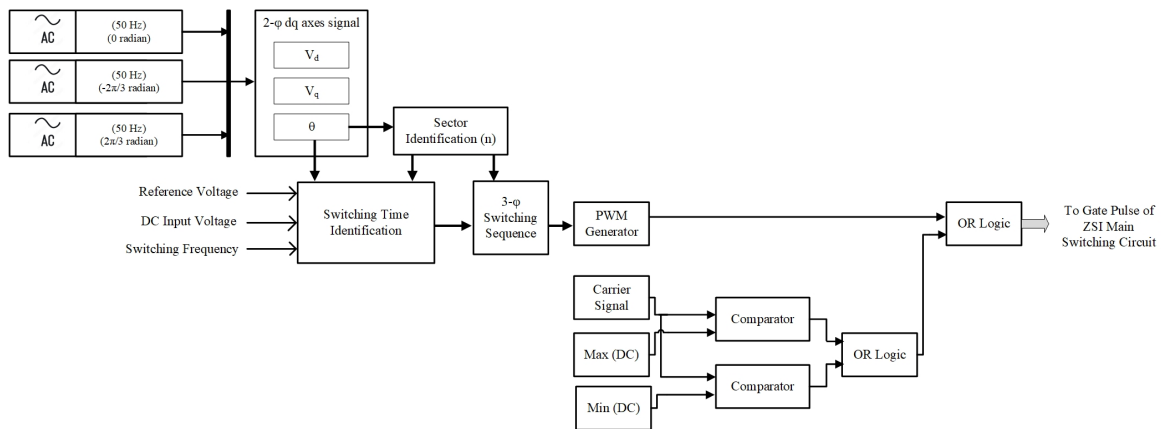 AC
(50 Hz)
(0 radian)
AC
(50 Hz)
(-2π/3 radian)
AC
(50 Hz)
(2π/3 radian)
2-φ dq axes signal
Vd
Vq
θ
Sector
Identification (n)
Reference Voltage
DC Input Voltage
Switching Frequency
Switching Time
Identification
3-φ
Switching
Sequence
PWM
Generator
OR Logic
To Gate Pulse of
ZSI Main
Switching Circuit
Carrier
Signal
Max (DC)
Min (DC)
Comparator
Comparator
OR Logic